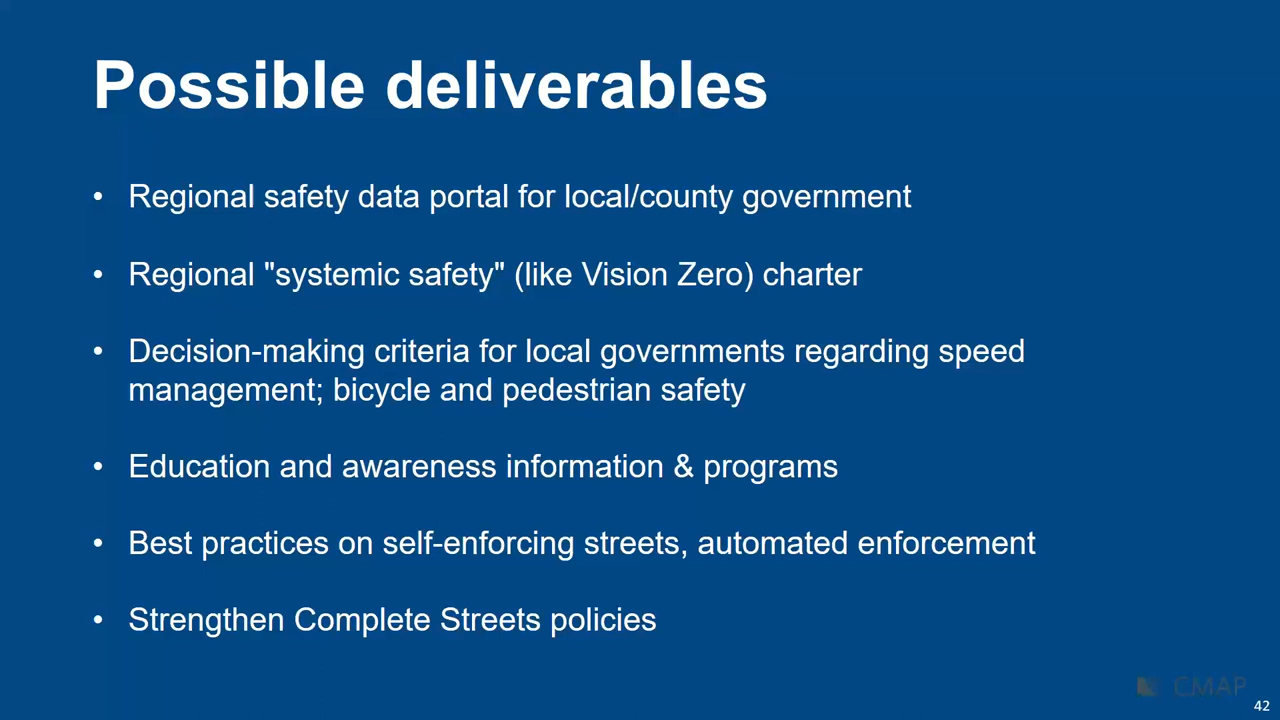 Possible deliverables
• Regional safety data portal for local/county government
• Regional "systemic safety" (like Vision Zero) charter
• Decision-making criteria for local governments regarding speed
management; bicycle and pedestrian safety
• Education and awareness information & programs
• Best practices on self-enforcing streets, automated enforcement
• Strengthen Complete Streets policies
CMAP
42